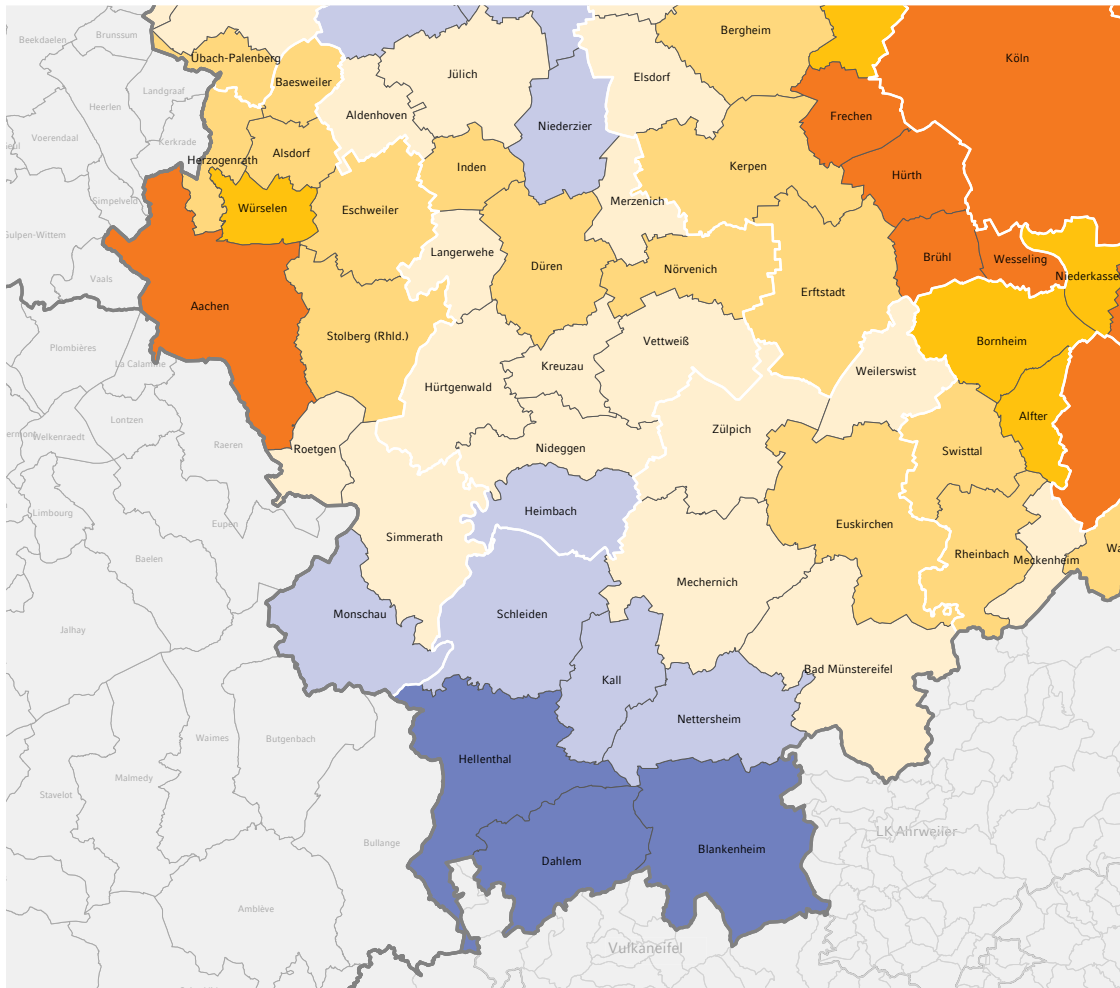 Beekdaelen
Brunssum
Bergheim
Köln
Übach-Palenberg
Jülich
Elsdorf
Baesweiler
Landgraaf
Heerlen
Aldenhoven
Frechen
Niederzier
Voerendaal
Kerkrade
Alsdorf
Herzogenrath
Inden
Kerpen
Hürth
Simpelveld
Würselen
Eschweiler
Merzenich
Gulpen-Wittem
Langerwehe
Brühl
Wesseling
Düren
Nörvenich
Vaals
Niederkassel
Erftstadt
Aachen
Stolberg (Rhld.)
Vettweiß
Bornheim
Plombières
La Calamine
Kreuzau
Weilerswist
Hürtgenwald
Lontzen
Alfter
Zülpich
Welkenraedt
Raeren
Roetgen
Nideggen
Swisttal
Limbourg
Heimbach
Eupen
Euskirchen
Simmerath
Baelen
Rheinbach
Meckenheim
Wa
Mechernich
Monschau
Schleiden
Jalhay
Bad Münstereifel
Kall
Nettersheim
Waimes
Butgenbach
Hellenthal
Malmedy
Stavelot
LK Ahrweiler
Bullange
Blankenheim
Dahlem
Amblève
Vulkaneifel